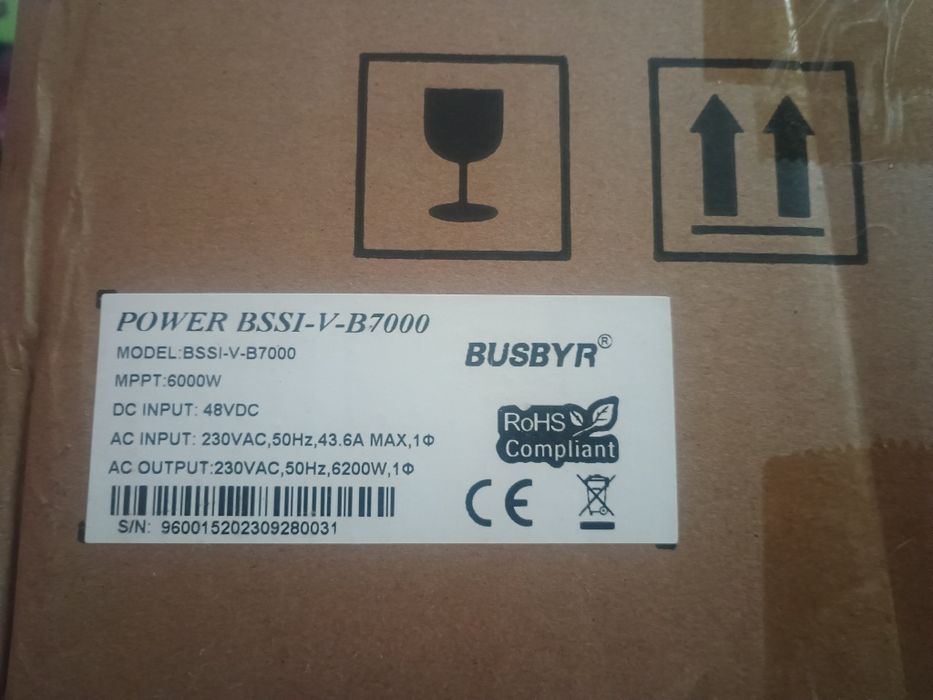 POWER BSSI-V-B7000
MODEL:BSSI-V-B7000
BUSBYR®
MPPT:6000W
DC INPUT: 48VDC
RoHS
Compliant
AC INPUT: 230VAC,50Hz,43.6A MAX,1Φ
AC OUTPUT:230VAC,50Hz,6200W,1Φ
CE
S/N: 960015202309280031